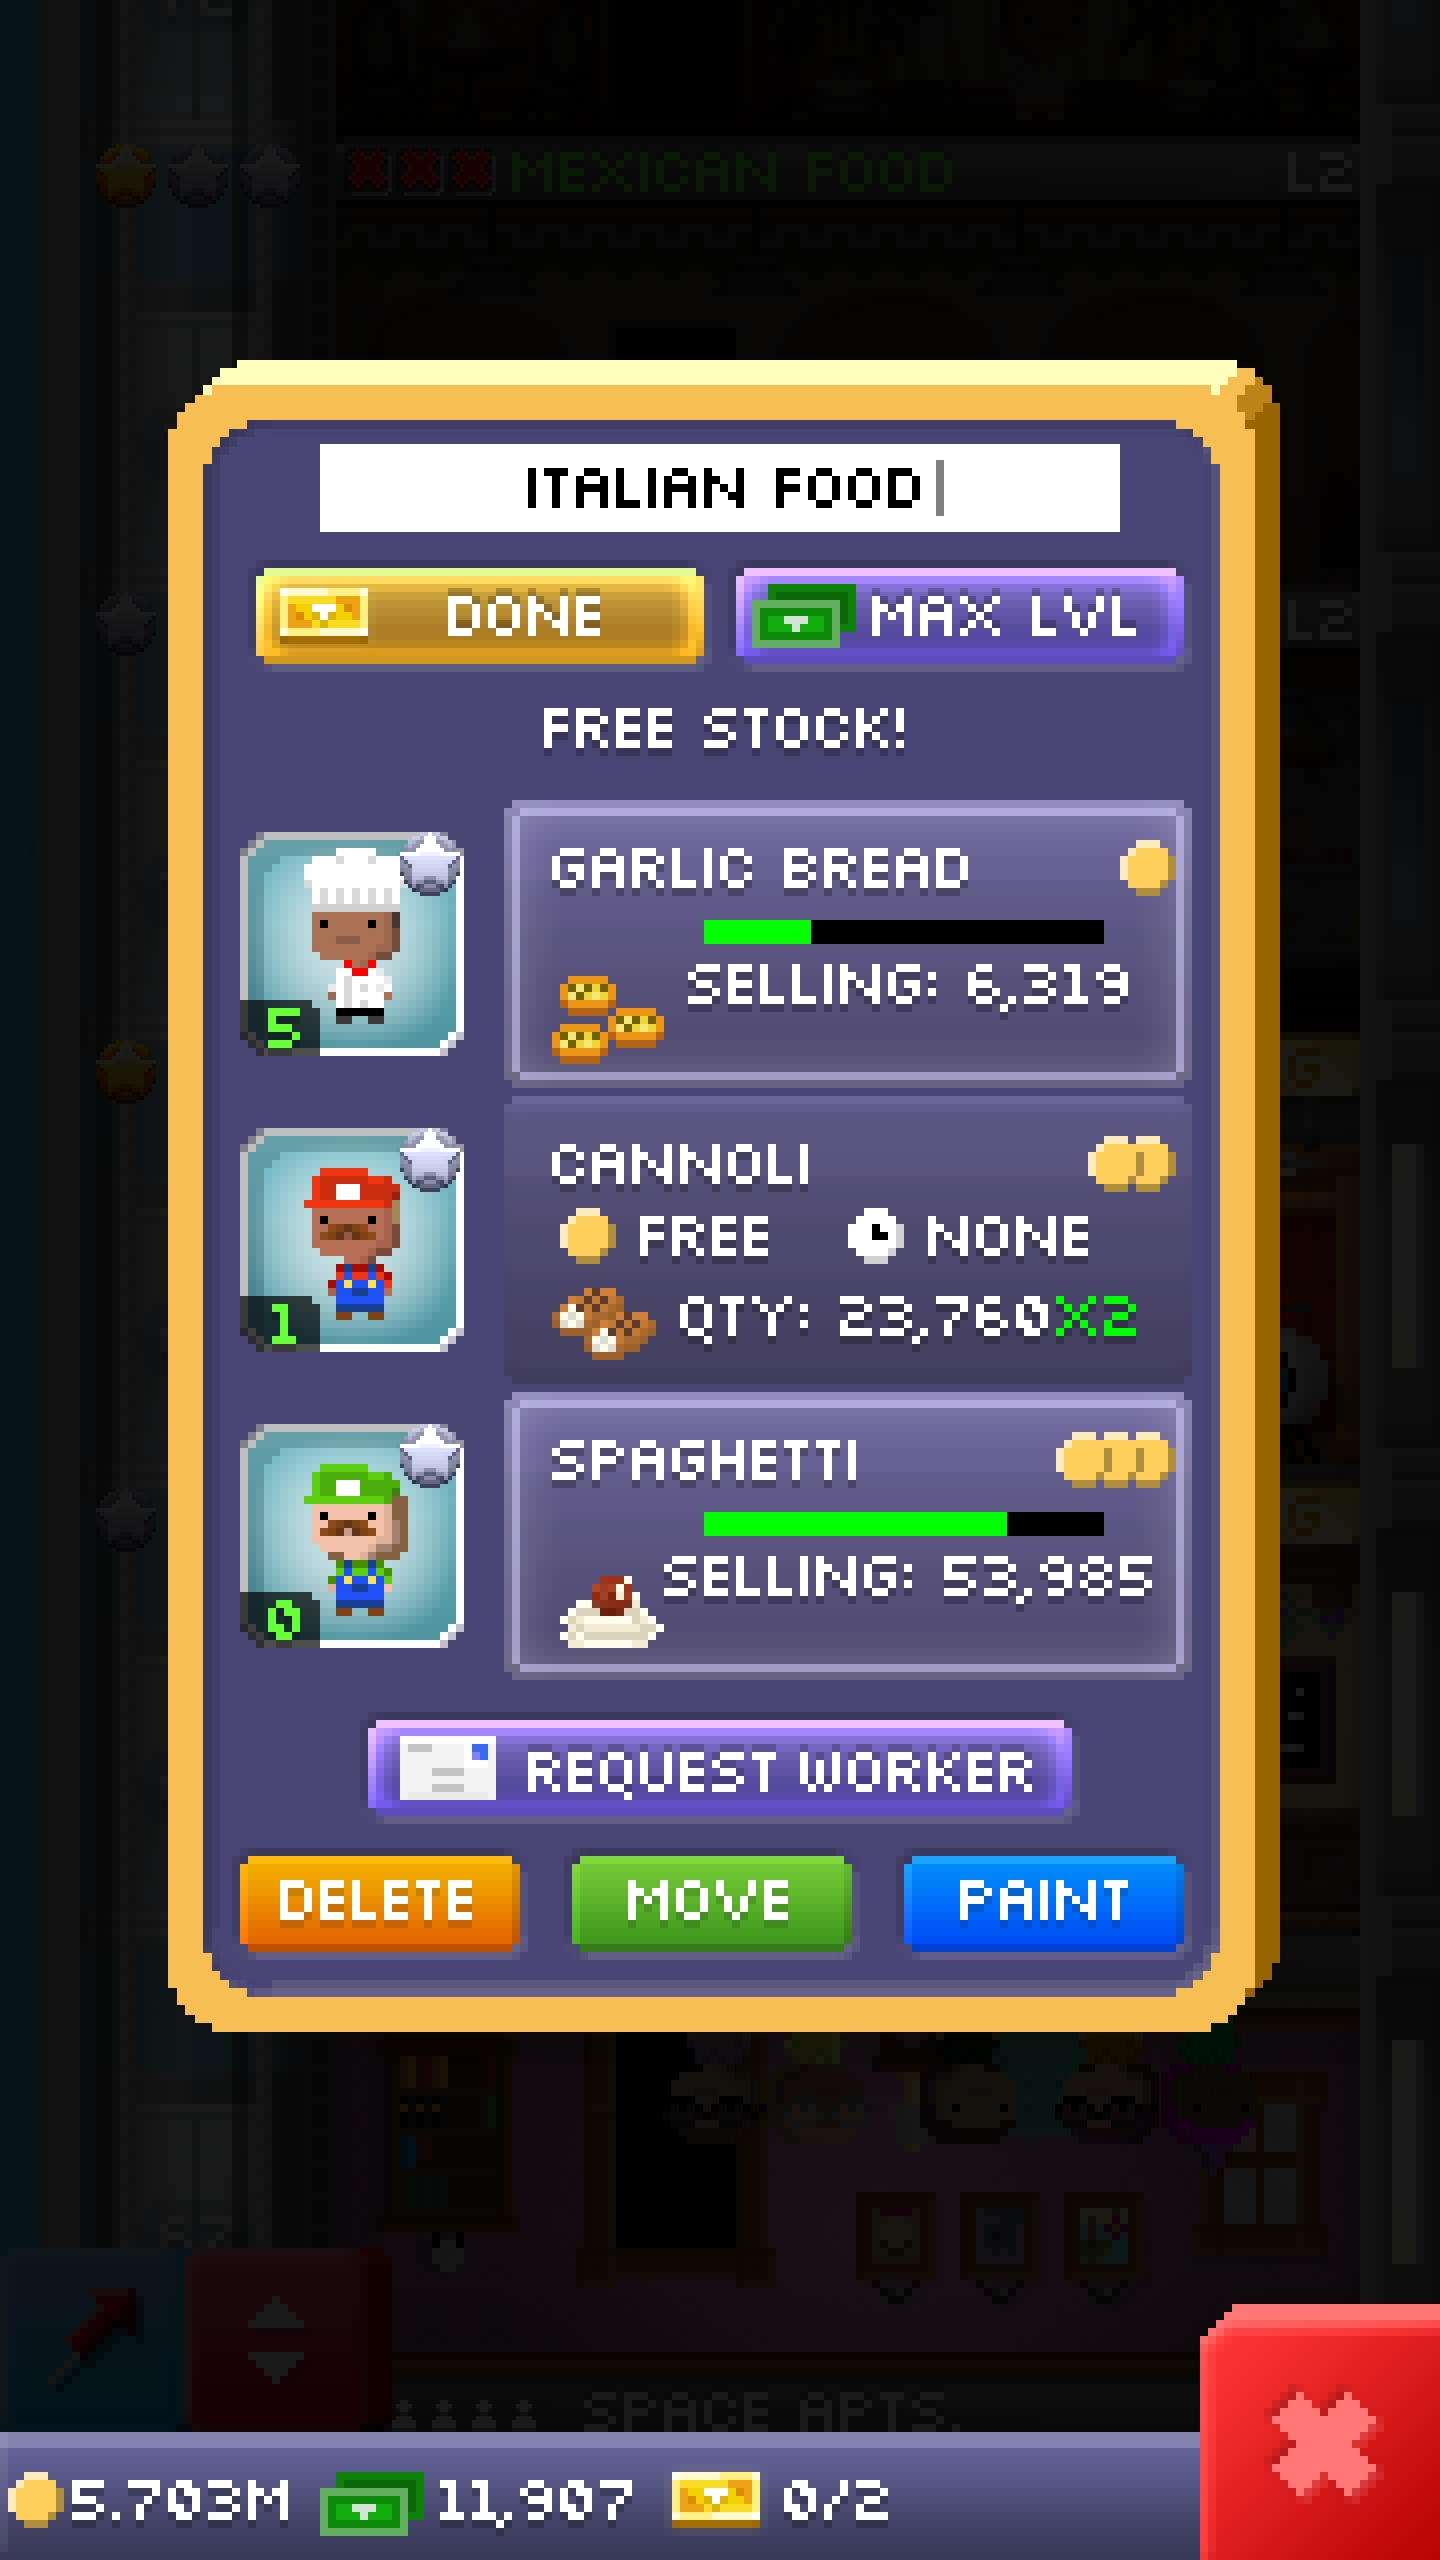 MEXICAN FOOD L2
ITALIAN FOOD
L2
DONE
MAX LVL
FREE STOCK!
GARLIC BREAD
SELLING: 6,319
5
G
CANNOLI
FREE NONE
QTY: 23,760X2
1
SPAGHETTI
G
SELLING: 53,985
0
REQUEST WORKER
DELETE
MOVE
PAINT
SPACE APTS.
5.703M 11,907 0/2